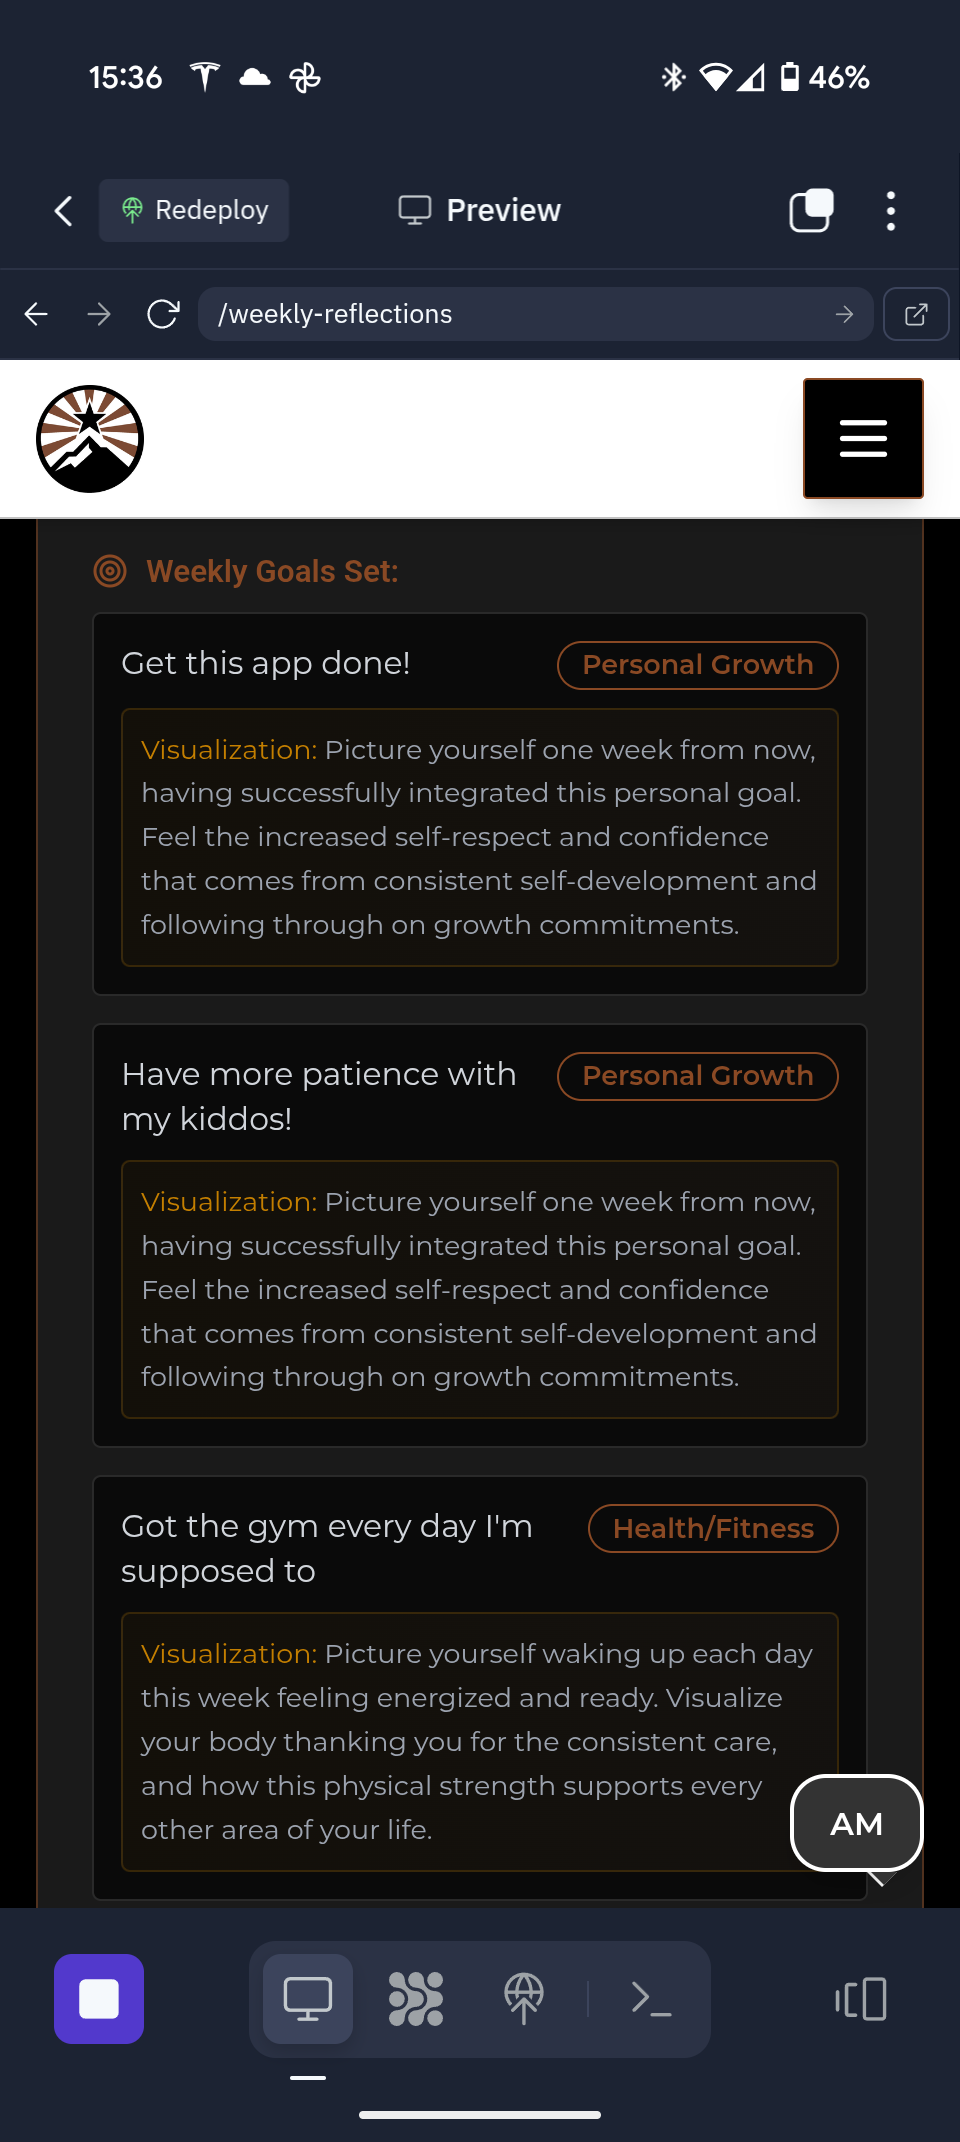 15:36
46%
Redeploy
Preview
/weekly-reflections
Weekly Goals Set:
Get this app done!
Personal Growth
Visualization: Picture yourself one week from now,
having successfully integrated this personal goal.
Feel the increased self-respect and confidence
that comes from consistent self-development and
following through on growth commitments.
Have more patience with
my kiddos!
Personal Growth
Visualization: Picture yourself one week from now,
having successfully integrated this personal goal.
Feel the increased self-respect and confidence
that comes from consistent self-development and
following through on growth commitments.
Got the gym every day I'm
supposed to
Health/Fitness
Visualization: Picture yourself waking up each day
this week feeling energized and ready. Visualize
your body thanking you for the consistent care,
and how this physical strength supports every
other area of your life.
AM